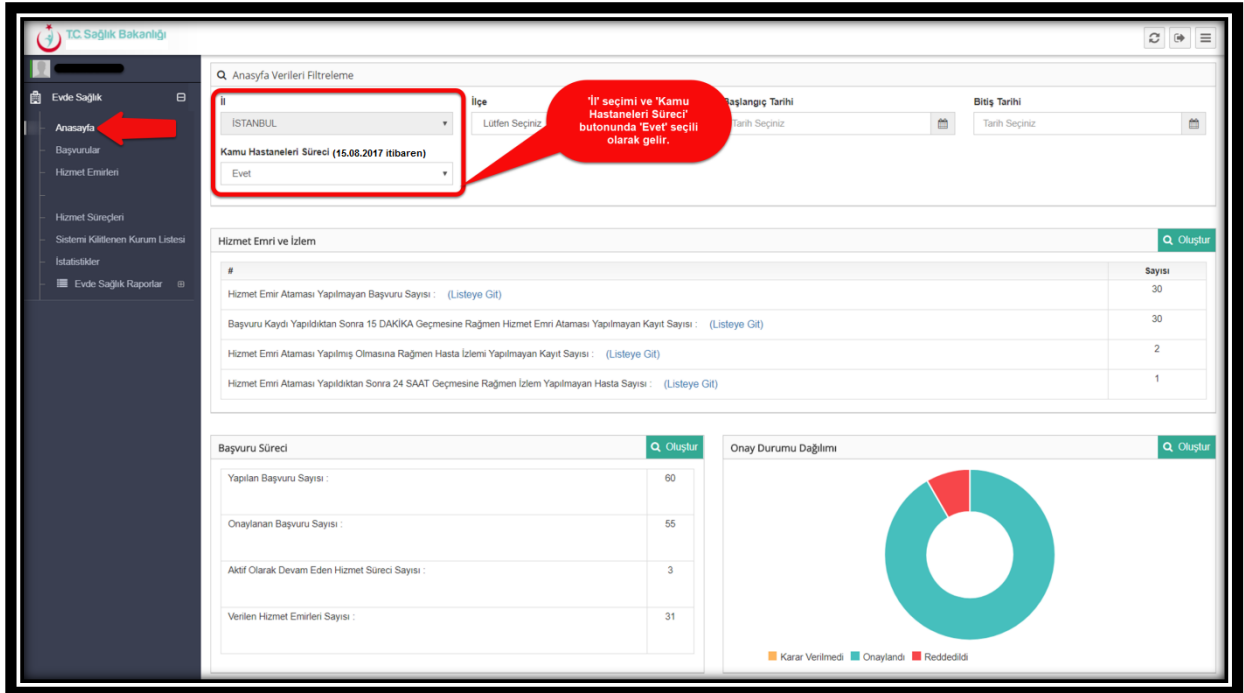 T.C. Sağlık Bakanlığı
Evde Sağlık
Anasayfa
Başvurular
Hizmet Emirleri
Hizmet Süreçleri
Sistemi Kilitlenen Kurum Listesi
İstatistikler
Evde Sağlık Raporlar
Anasyfa Verileri Filtreleme
İl
İSTANBUL
İlçe
Lütfen Seçiniz
Başlangıç Tarihi
Tarih Seçiniz
Bitiş Tarihi
Tarih Seçiniz
Kamu Hastaneleri Süreci (15.08.2017 itibaren)
Evet
'İl' seçimi ve 'Kamu
Hastaneleri Süreci'
butonunda 'Evet' seçili
olarak gelir.
Hizmet Emri ve İzlem
Oluştur
# Sayısı
Hizmet Emir Ataması Yapılmayan Başvuru Sayısı : (Listeye Git) 30
Başvuru Kaydı Yapıldıktan Sonra 15 DAKİKA Geçmesine Rağmen Hizmet Emri Ataması Yapılmayan Kayıt Sayısı : (Listeye Git) 30
Hizmet Emri Ataması Yapılmış Olmasına Rağmen Hasta İzlemi Yapılmayan Kayıt Sayısı : (Listeye Git) 2
Hizmet Emri Ataması Yapıldıktan Sonra 24 SAAT Geçmesine Rağmen İzlem Yapılmayan Hasta Sayısı : (Listeye Git) 1
Başvuru Süreci
Oluştur
Yapılan Başvuru Sayısı : 60
Onaylanan Başvuru Sayısı : 55
Aktif Olarak Devam Eden Hizmet Süreci Sayısı : 3
Verilen Hizmet Emirleri Sayısı : 31
Onay Durumu Dağılımı
Oluştur
Karar Verilmedi Onaylandı Reddedildi